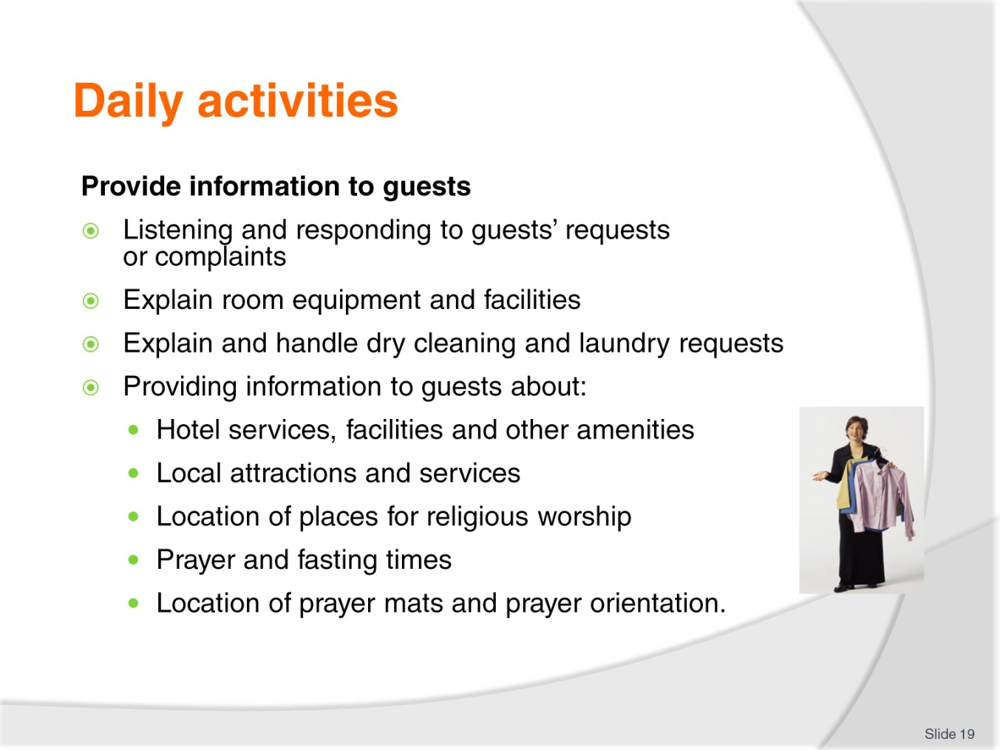 Daily activities
Provide information to guests
Listening and responding to guests’ requests
or complaints
Explain room equipment and facilities
Explain and handle dry cleaning and laundry requests
Providing information to guests about:
Hotel services, facilities and other amenities
Local attractions and services
Location of places for religious worship
Prayer and fasting times
Location of prayer mats and prayer orientation.
Slide 19